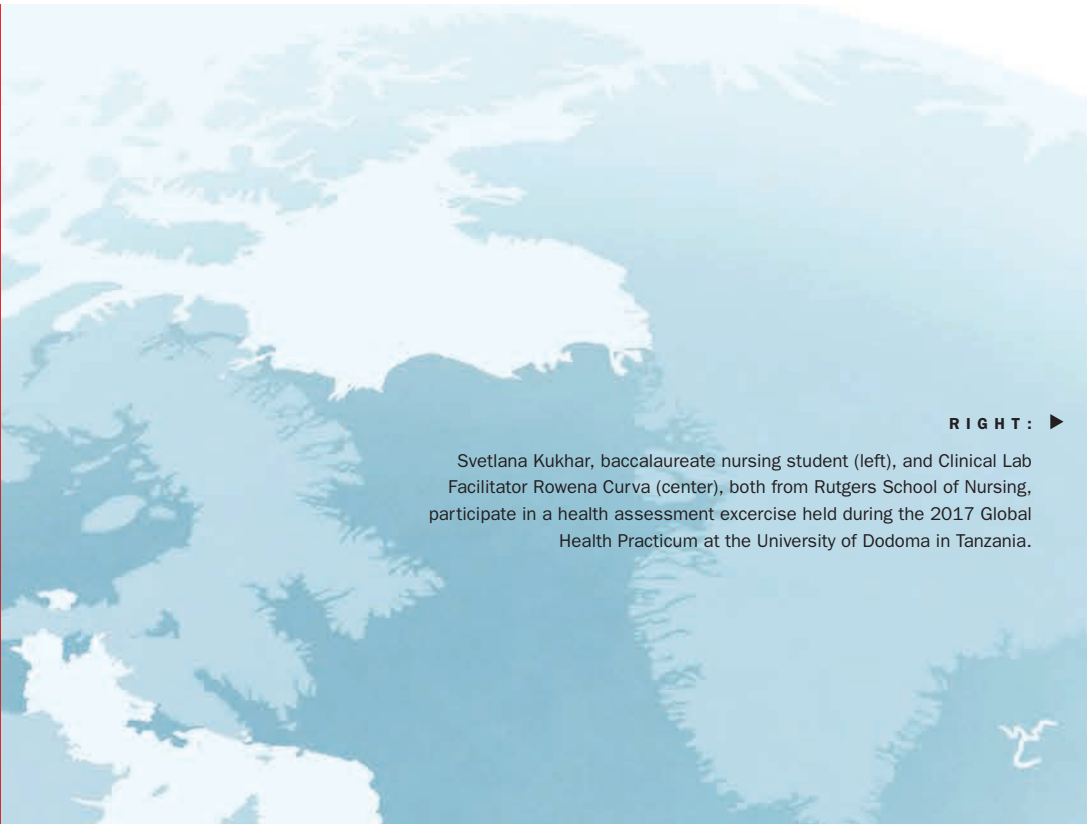 RIGHT: ▶
Svetlana Kukhar, baccalaureate nursing student (left), and Clinical Lab
Facilitator Rowena Curva (center), both from Rutgers School of Nursing,
participate in a health assessment excercise held during the 2017 Global
Health Practicum at the University of Dodoma in Tanzania.